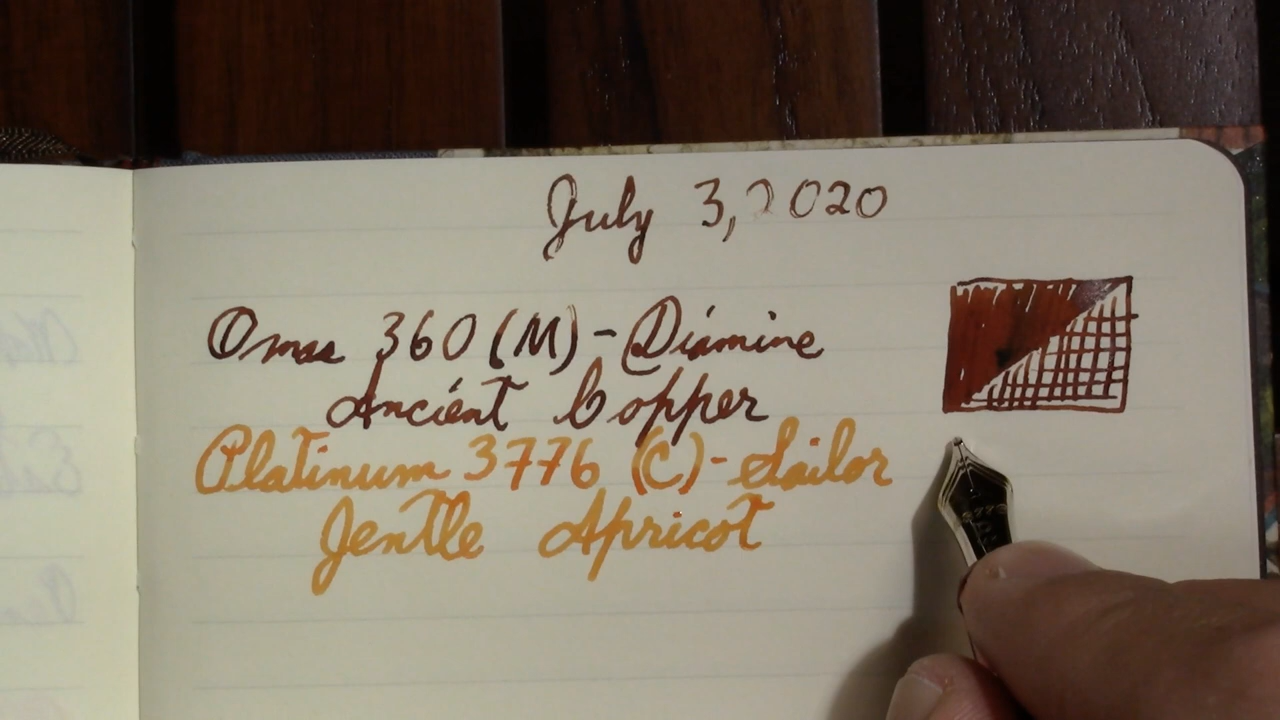 July 3, 2020
Omas 360 (M) - Diamine
Ancient Copper
Platinum 3776 (C) - Sailor
Jentle Apricot